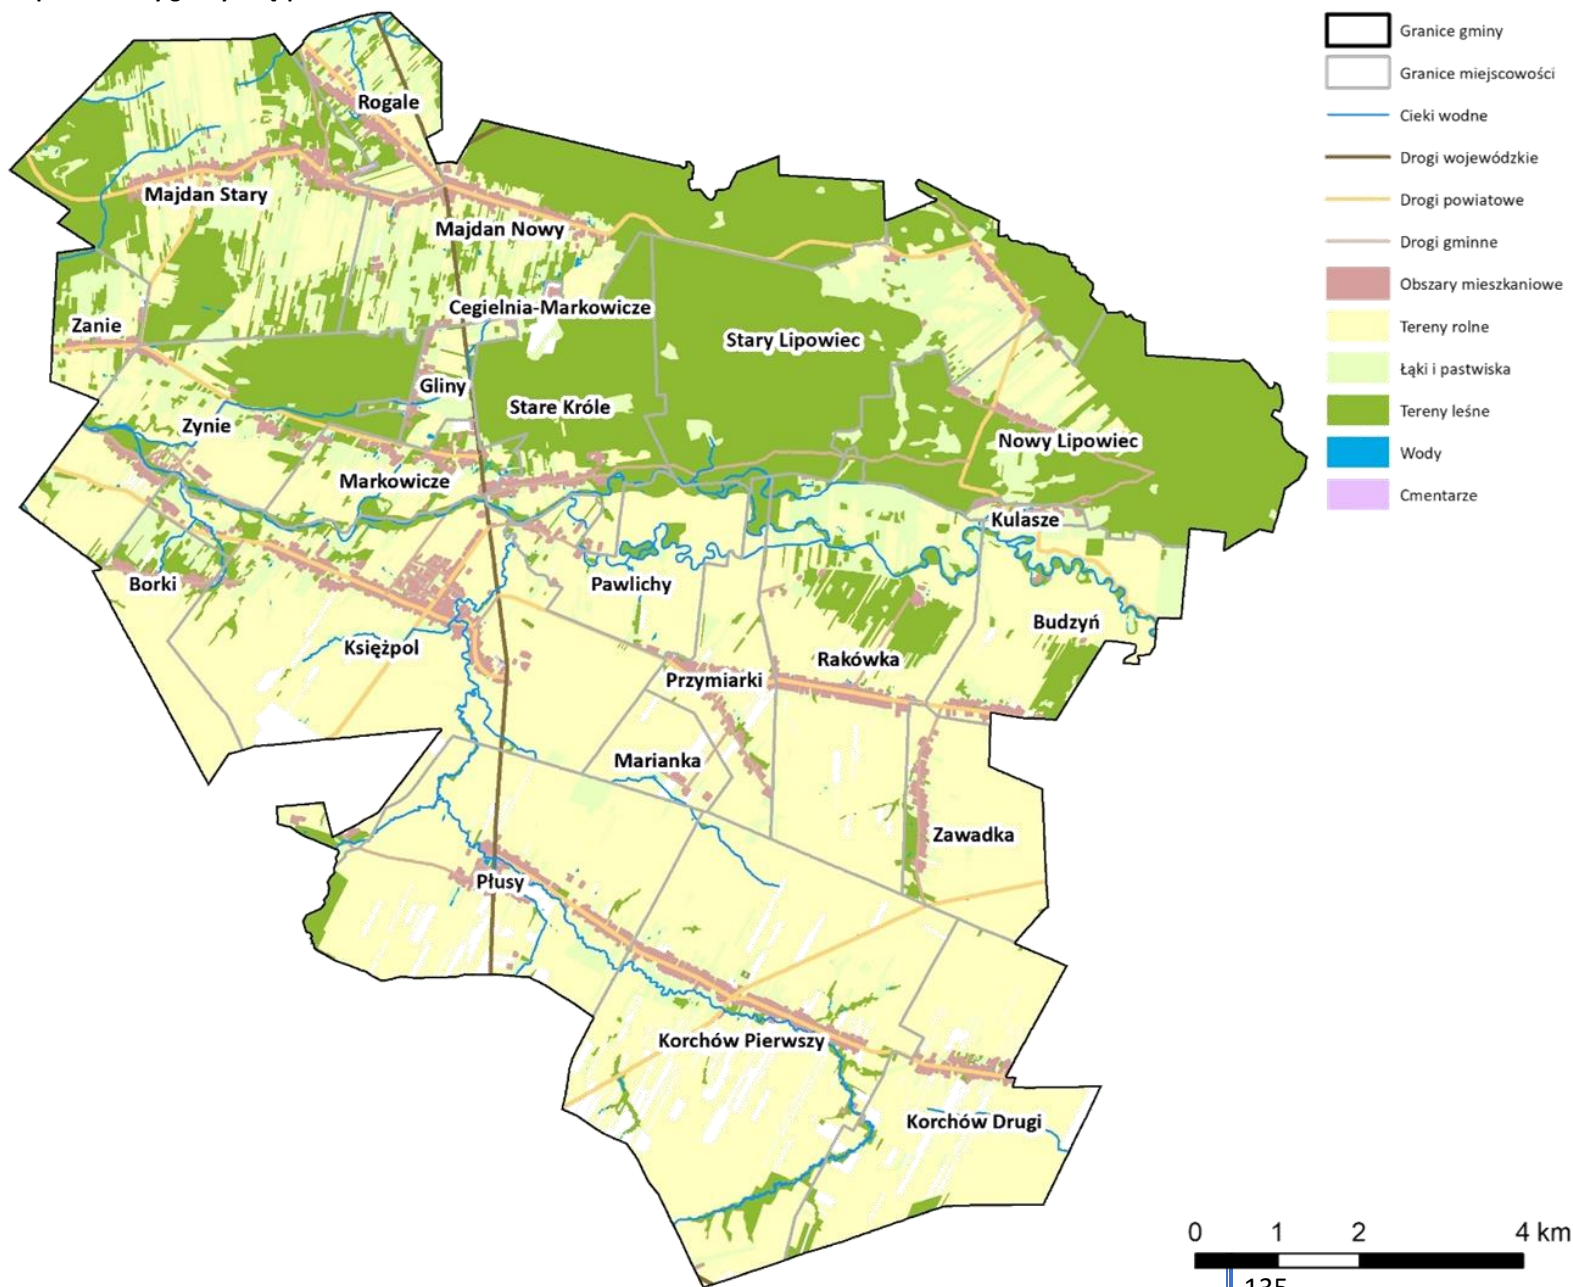 Granice gminy
Granice miejscowości
Cieki wodne
Drogi wojewódzkie
Drogi powiatowe
Drogi gminne
Obszary mieszkaniowe
Tereny rolne
Łąki i pastwiska
Tereny leśne
Wody
Cmentarze
Rogale
Majdan Stary
Majdan Nowy
Cegielnia-Markowicze
Zanie
Stary Lipowiec
Gliny
Stare Króle
Zynie
Nowy Lipowiec
Markowicze
Kulasze
Borki
Pawlichy
Budzyń
Księżpol
Rakówka
Przymiarki
Marianka
Zawadka
Płusy
Korchów Pierwszy
Korchów Drugi
0 1 2 4 km
135